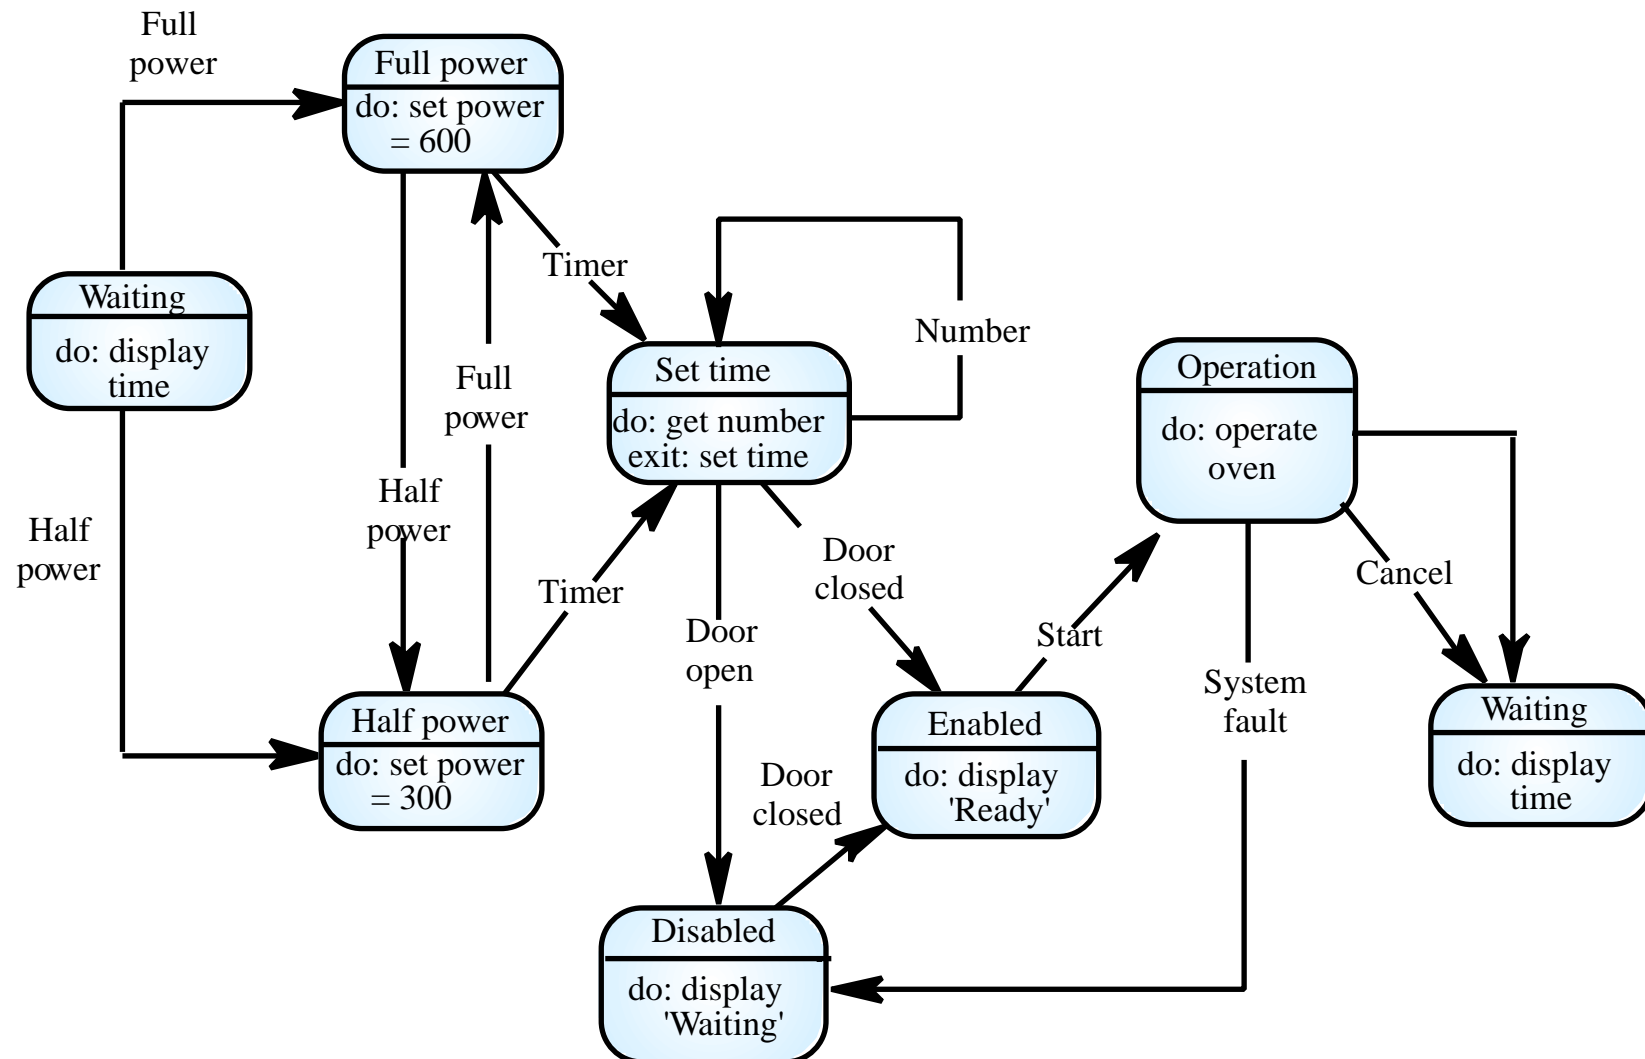 Full
power
Full power
do: set power
= 600
Timer
Waiting
do: display
time
Number
Set time
do: get number
exit: set time
Operation
do: operate
oven
Full
power
Half
power
Half
power
Timer
Door
closed
Cancel
Door
open
Start
System
fault
Half power
do: set power
= 300
Enabled
do: display
'Ready'
Waiting
do: display
time
Door
closed
Disabled
do: display
'Waiting'